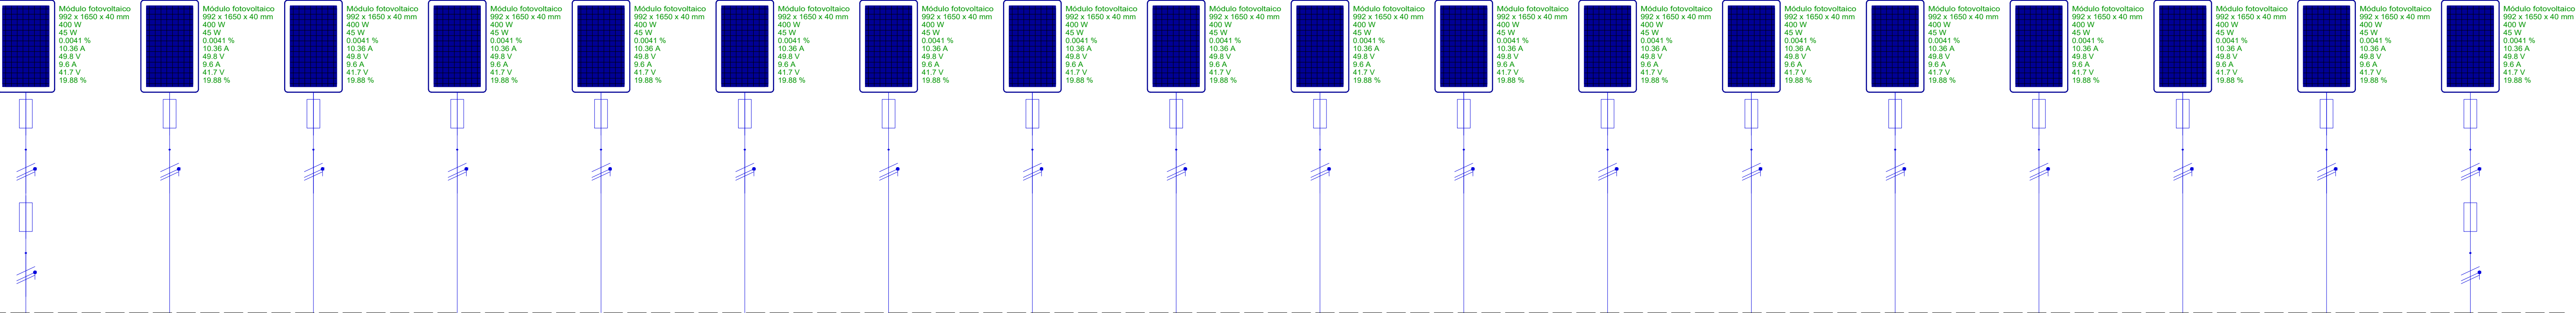 Módulo fotovoltaico
992 x 1650 x 40 mm
400 W
45 W
0.0041 %
10.36 A
49.8 V
9.6 A
41.7 V
19.88 %
Módulo fotovoltaico
992 x 1650 x 40 mm
400 W
45 W
0.0041 %
10.36 A
49.8 V
9.6 A
41.7 V
19.88 %
Módulo fotovoltaico
992 x 1650 x 40 mm
400 W
45 W
0.0041 %
10.36 A
49.8 V
9.6 A
41.7 V
19.88 %
Módulo fotovoltaico
992 x 1650 x 40 mm
400 W
45 W
0.0041 %
10.36 A
49.8 V
9.6 A
41.7 V
19.88 %
Módulo fotovoltaico
992 x 1650 x 40 mm
400 W
45 W
0.0041 %
10.36 A
49.8 V
9.6 A
41.7 V
19.88 %
Módulo fotovoltaico
992 x 1650 x 40 mm
400 W
45 W
0.0041 %
10.36 A
49.8 V
9.6 A
41.7 V
19.88 %
Módulo fotovoltaico
992 x 1650 x 40 mm
400 W
45 W
0.0041 %
10.36 A
49.8 V
9.6 A
41.7 V
19.88 %
Módulo fotovoltaico
992 x 1650 x 40 mm
400 W
45 W
0.0041 %
10.36 A
49.8 V
9.6 A
41.7 V
19.88 %
Módulo fotovoltaico
992 x 1650 x 40 mm
400 W
45 W
0.0041 %
10.36 A
49.8 V
9.6 A
41.7 V
19.88 %
Módulo fotovoltaico
992 x 1650 x 40 mm
400 W
45 W
0.0041 %
10.36 A
49.8 V
9.6 A
41.7 V
19.88 %
Módulo fotovoltaico
992 x 1650 x 40 mm
400 W
45 W
0.0041 %
10.36 A
49.8 V
9.6 A
41.7 V
19.88 %
Módulo fotovoltaico
992 x 1650 x 40 mm
400 W
45 W
0.0041 %
10.36 A
49.8 V
9.6 A
41.7 V
19.88 %
Módulo fotovoltaico
992 x 1650 x 40 mm
400 W
45 W
0.0041 %
10.36 A
49.8 V
9.6 A
41.7 V
19.88 %
Módulo fotovoltaico
992 x 1650 x 40 mm
400 W
45 W
0.0041 %
10.36 A
49.8 V
9.6 A
41.7 V
19.88 %
Módulo fotovoltaico
992 x 1650 x 40 mm
400 W
45 W
0.0041 %
10.36 A
49.8 V
9.6 A
41.7 V
19.88 %
Módulo fotovoltaico
992 x 1650 x 40 mm
400 W
45 W
0.0041 %
10.36 A
49.8 V
9.6 A
41.7 V
19.88 %
Módulo fotovoltaico
992 x 1650 x 40 mm
400 W
45 W
0.0041 %
10.36 A
49.8 V
9.6 A
41.7 V
19.88 %
Módulo fotovoltaico
992 x 1650 x 40 mm
400 W
45 W
0.0041 %
10.36 A
49.8 V
9.6 A
41.7 V
19.88 %